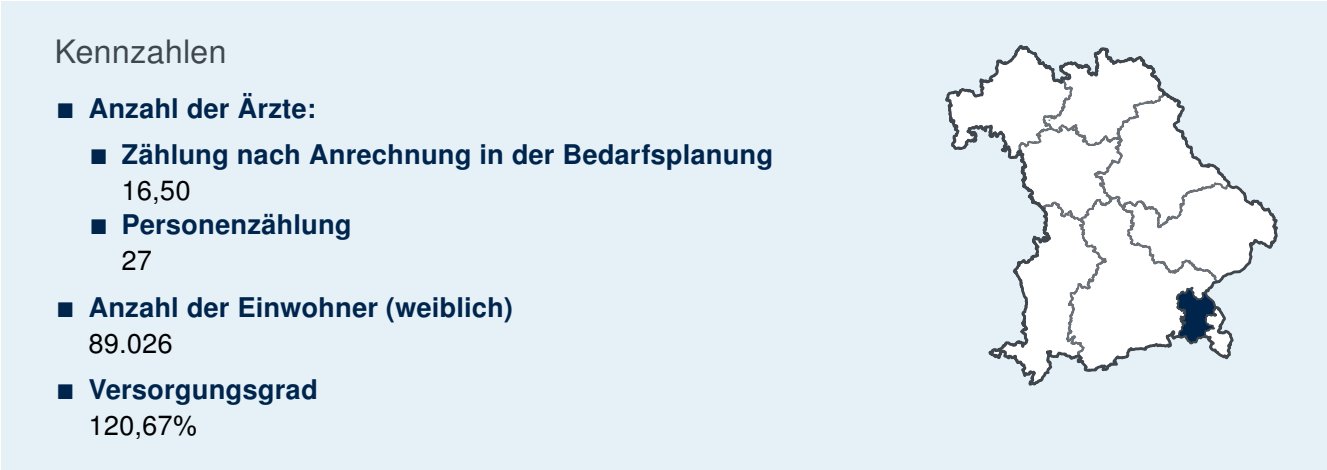 Kennzahlen
■ Anzahl der Ärzte:
■ Zählung nach Anrechnung in der Bedarfsplanung
16,50
■ Personenzählung
27
■ Anzahl der Einwohner (weiblich)
89.026
■ Versorgungsgrad
120,67%